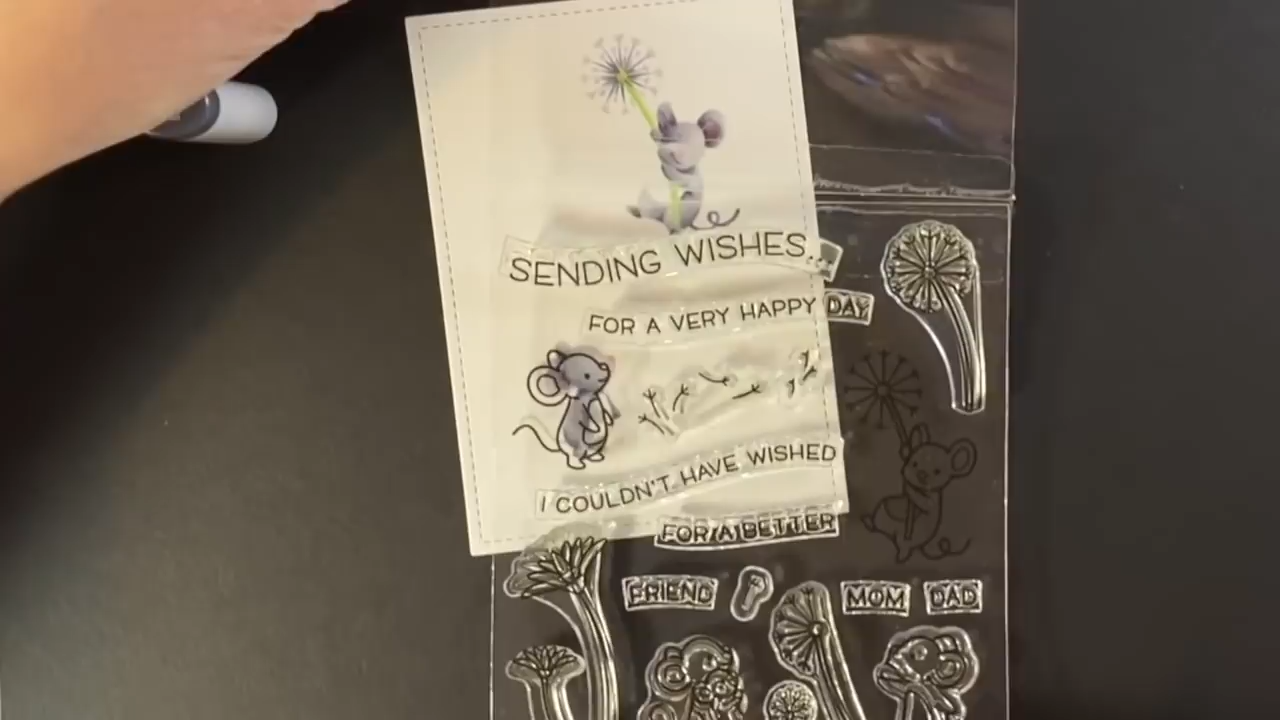 SENDING WISHES...
FOR A VERY HAPPY DAY
I COULDN'T HAVE WISHED
FOR A BETTER
FRIEND
MOM
DAD